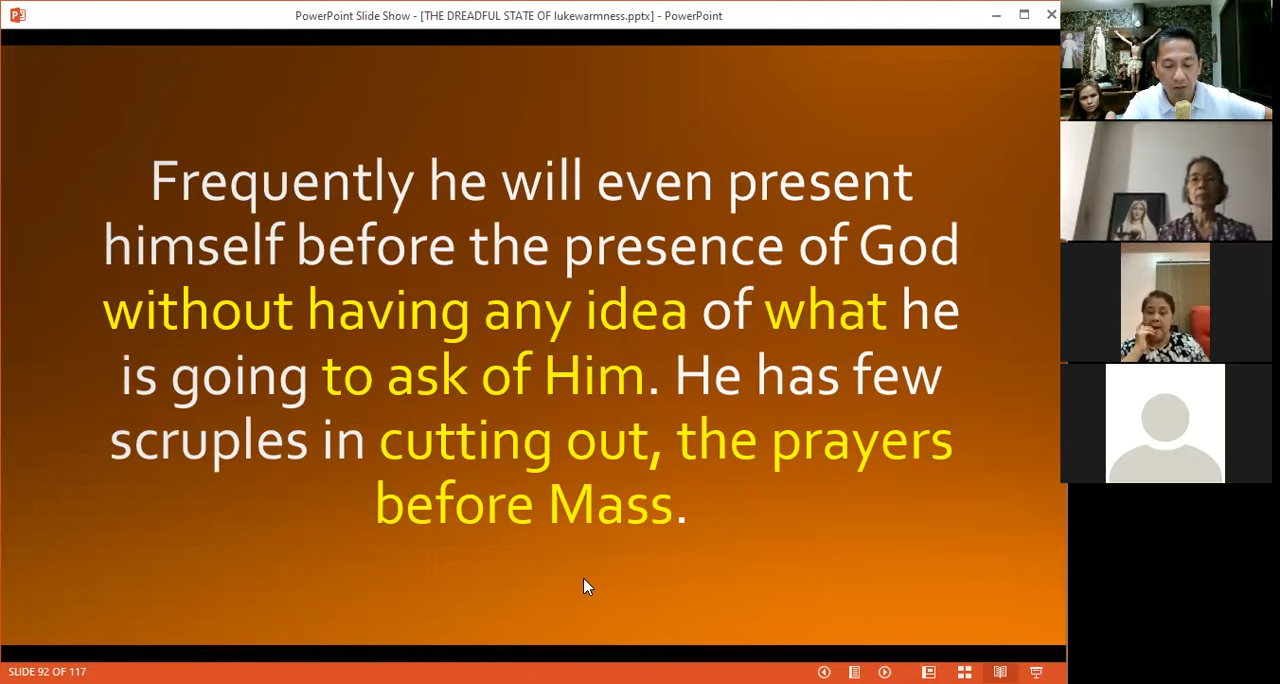 PowerPoint Slide Show - [THE DREADFUL STATE OF lukewarmness.pptx] - PowerPoint
Frequently he will even present
himself before the presence of God
without having any idea of what he
is going to ask of Him. He has few
scruples in cutting out, the prayers
before Mass.
SLIDE 92 OF 117